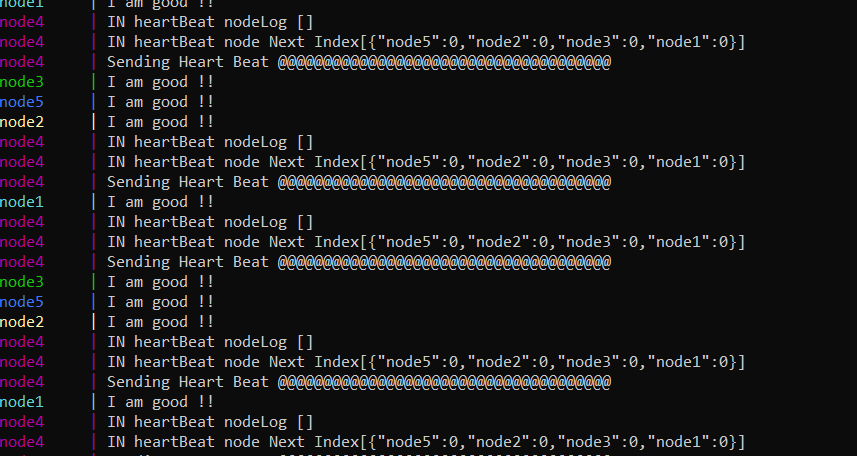 node1 | I am good !!
node4 | IN heartBeat nodeLog []
node4 | IN heartBeat node Next Index[{"node5":0,"node2":0,"node3":0,"node1":0}]
node4 | Sending Heart Beat @@@@@@@@@@@@@@@@@@@@@@@@@@@@@@@@@@@@@
node3 | I am good !!
node5 | I am good !!
node2 | I am good !!
node4 | IN heartBeat nodeLog []
node4 | IN heartBeat node Next Index[{"node5":0,"node2":0,"node3":0,"node1":0}]
node4 | Sending Heart Beat @@@@@@@@@@@@@@@@@@@@@@@@@@@@@@@@@@@@@
node1 | I am good !!
node4 | IN heartBeat nodeLog []
node4 | IN heartBeat node Next Index[{"node5":0,"node2":0,"node3":0,"node1":0}]
node4 | Sending Heart Beat @@@@@@@@@@@@@@@@@@@@@@@@@@@@@@@@@@@@@
node3 | I am good !!
node5 | I am good !!
node2 | I am good !!
node4 | IN heartBeat nodeLog []
node4 | IN heartBeat node Next Index[{"node5":0,"node2":0,"node3":0,"node1":0}]
node4 | Sending Heart Beat @@@@@@@@@@@@@@@@@@@@@@@@@@@@@@@@@@@@@
node1 | I am good !!
node4 | IN heartBeat nodeLog []
node4 | IN heartBeat node Next Index[{"node5":0,"node2":0,"node3":0,"node1":0}]